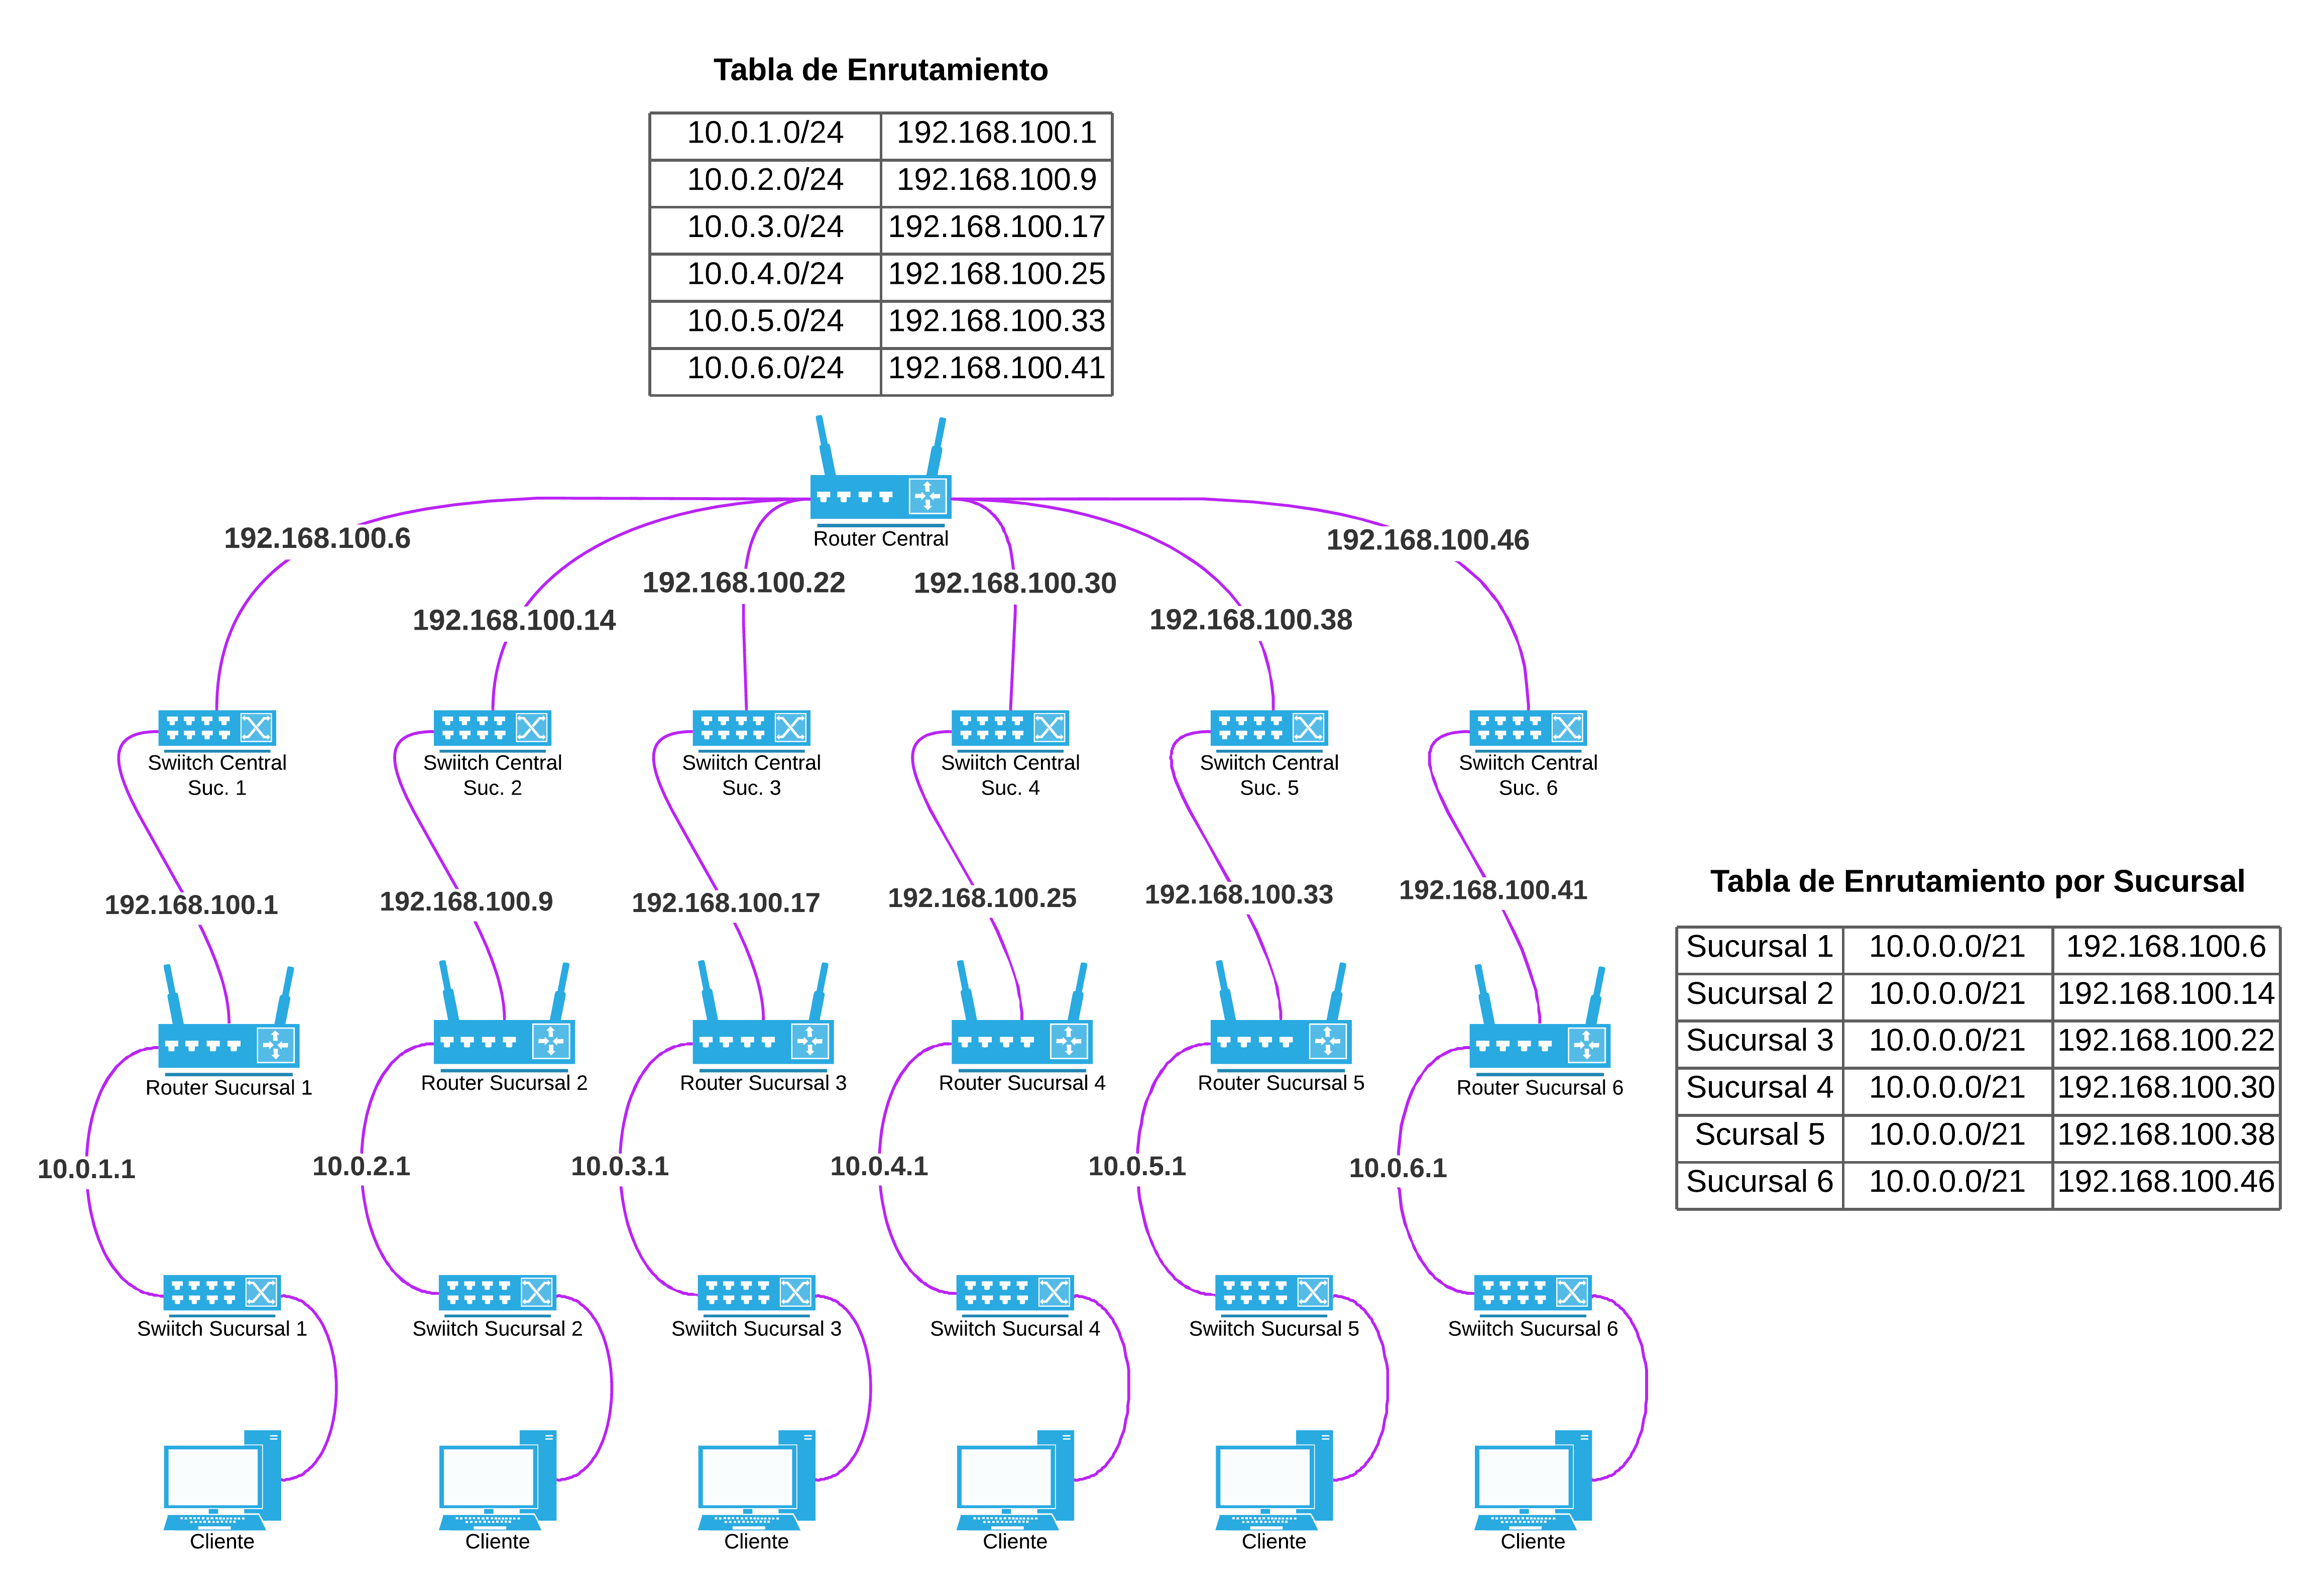 Tabla de Enrutamiento
10.0.1.0/24 192.168.100.1
10.0.2.0/24 192.168.100.9
10.0.3.0/24 192.168.100.17
10.0.4.0/24 192.168.100.25
10.0.5.0/24 192.168.100.33
10.0.6.0/24 192.168.100.41
Router Central
192.168.100.6
192.168.100.14
192.168.100.22
192.168.100.30
192.168.100.38
192.168.100.46
Swiitch Central
Suc. 1
Swiitch Central
Suc. 2
Swiitch Central
Suc. 3
Swiitch Central
Suc. 4
Swiitch Central
Suc. 5
Swiitch Central
Suc. 6
192.168.100.1
192.168.100.9
192.168.100.17
192.168.100.25
192.168.100.33
192.168.100.41
Router Sucursal 1
Router Sucursal 2
Router Sucursal 3
Router Sucursal 4
Router Sucursal 5
Router Sucursal 6
Tabla de Enrutamiento por Sucursal
Sucursal 1 10.0.0.0/21 192.168.100.6
Sucursal 2 10.0.0.0/21 192.168.100.14
Sucursal 3 10.0.0.0/21 192.168.100.22
Sucursal 4 10.0.0.0/21 192.168.100.30
Scursal 5 10.0.0.0/21 192.168.100.38
Sucursal 6 10.0.0.0/21 192.168.100.46
10.0.1.1
10.0.2.1
10.0.3.1
10.0.4.1
10.0.5.1
10.0.6.1
Swiitch Sucursal 1
Swiitch Sucursal 2
Swiitch Sucursal 3
Swiitch Sucursal 4
Swiitch Sucursal 5
Swiitch Sucursal 6
Cliente
Cliente
Cliente
Cliente
Cliente
Cliente